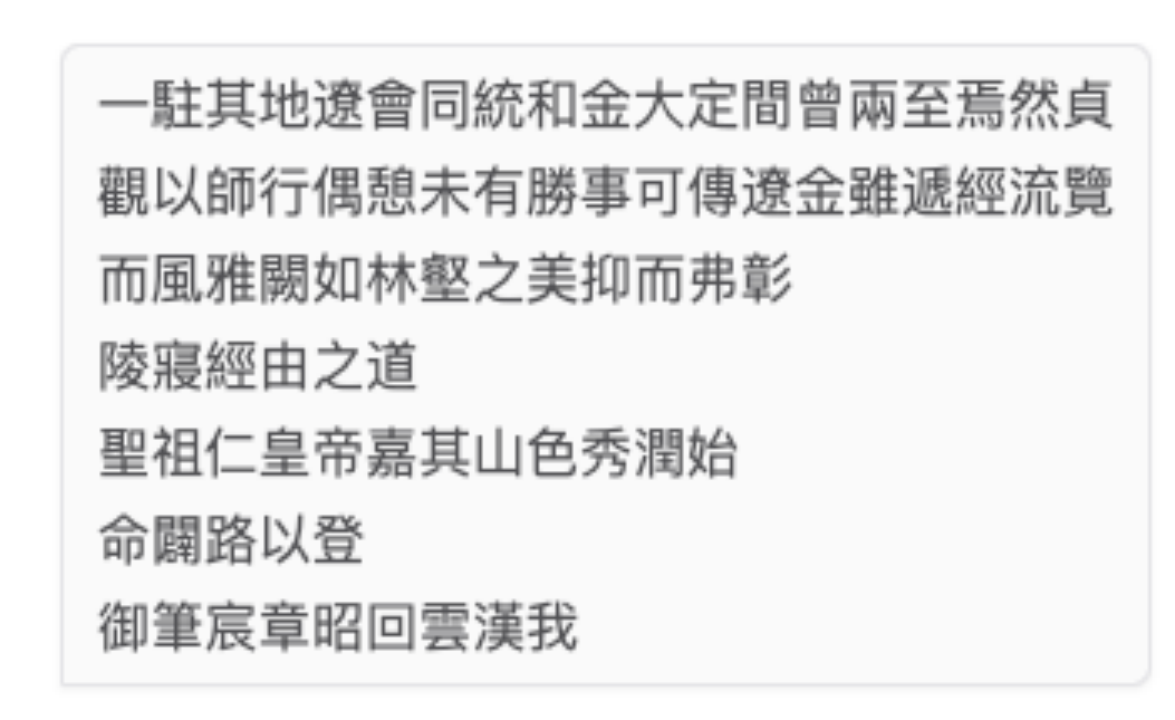 一駐其地遼會同統和金大定間曾兩至焉然貞
觀以師行偶憩未有勝事可傳遼金雖遞經流覽
而風雅闕如林壑之美抑而弗彰
陵寢經由之道
聖祖仁皇帝嘉其山色秀潤始
命闢路以登
御筆宸章昭回雲漢我